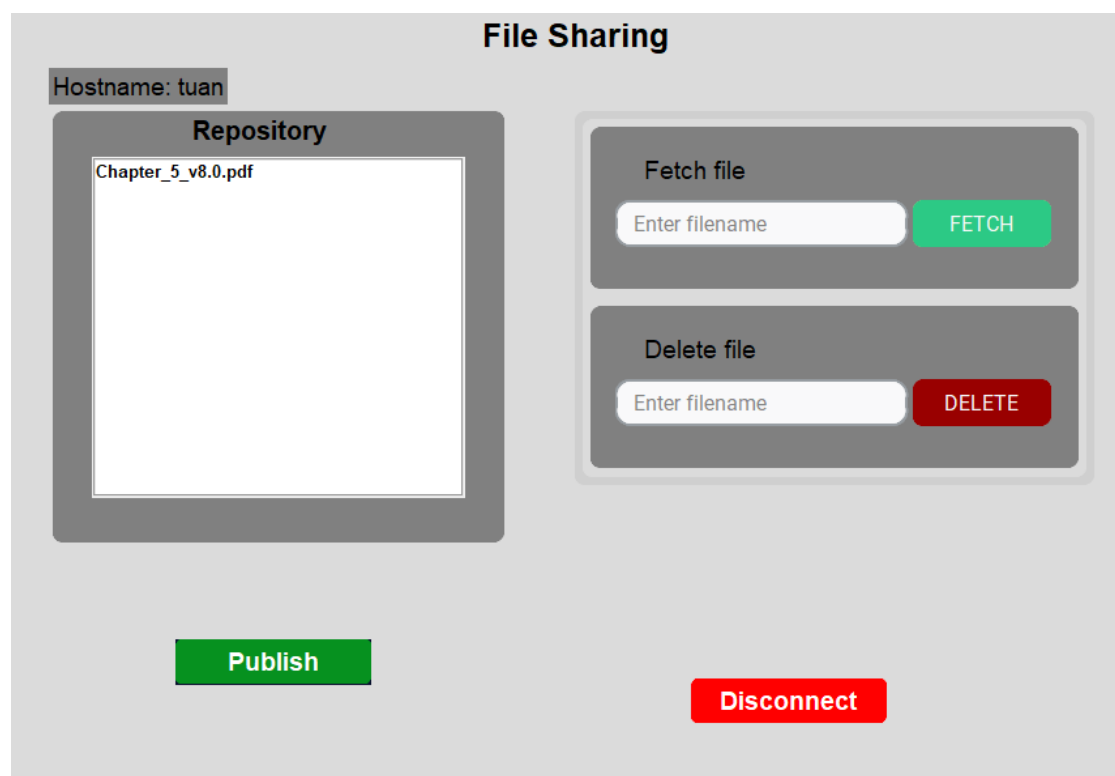 File Sharing
Hostname: tuan
Repository
Chapter_5_v8.0.pdf
Fetch file
Enter filename
FETCH
Delete file
Enter filename
DELETE
Publish
Disconnect